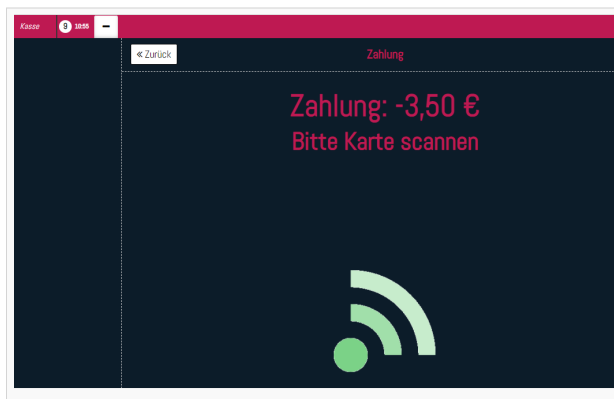 Kasse 9 10:55
« Zurück
Zahlung
Zahlung: -3,50 €
Bitte Karte scannen